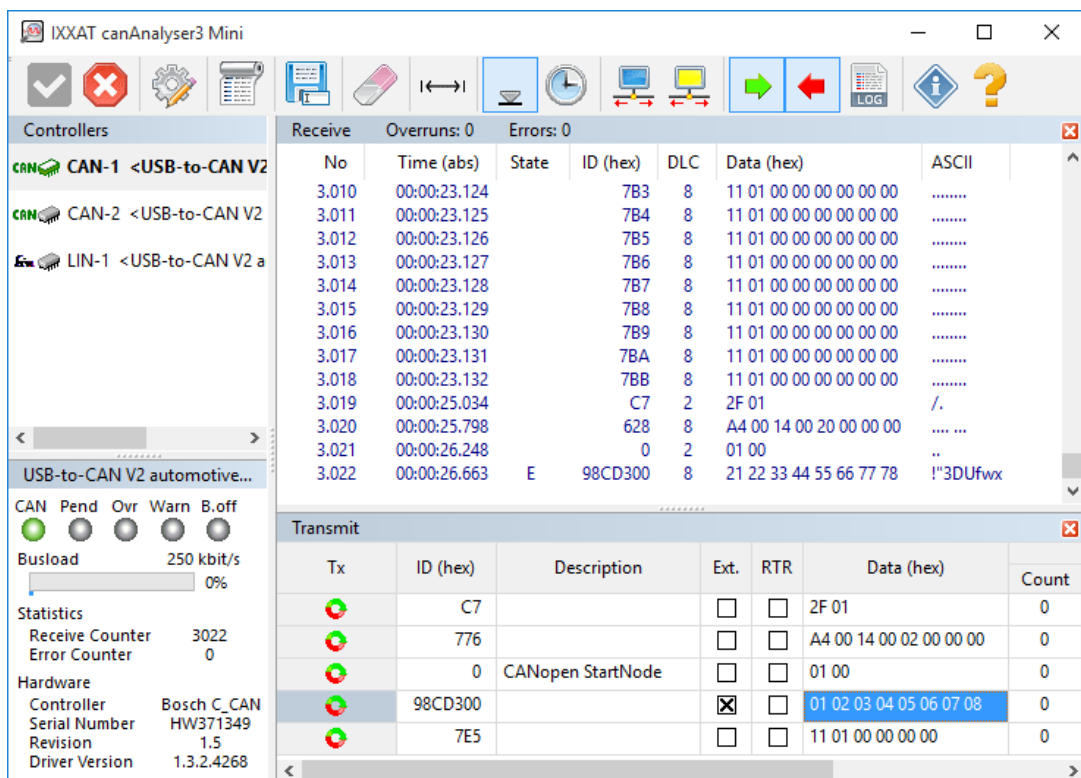 IXXAT canAnalyser3 Mini
LOG
Controllers
CAN CAN-1 <USB-to-CAN V2
CAN CAN-2 <USB-to-CAN V2
LIN-1 <USB-to-CAN V2 a
USB-to-CAN V2 automotive...
CAN Pend Ovr Warn B.off
Busload 250 kbit/s
0%
Statistics
Receive Counter 3022
Error Counter 0
Hardware
Controller Bosch C_CAN
Serial Number HW371349
Revision 1.5
Driver Version 1.3.2.4268
Receive Overruns: 0 Errors: 0
No Time (abs) State ID (hex) DLC Data (hex) ASCII
3.010 00:00:23.124 7B3 8 11 01 00 00 00 00 00 00 ........
3.011 00:00:23.125 7B4 8 11 01 00 00 00 00 00 00 ........
3.012 00:00:23.126 7B5 8 11 01 00 00 00 00 00 00 ........
3.013 00:00:23.127 7B6 8 11 01 00 00 00 00 00 00 ........
3.014 00:00:23.128 7B7 8 11 01 00 00 00 00 00 00 ........
3.015 00:00:23.129 7B8 8 11 01 00 00 00 00 00 00 ........
3.016 00:00:23.130 7B9 8 11 01 00 00 00 00 00 00 ........
3.017 00:00:23.131 7BA 8 11 01 00 00 00 00 00 00 ........
3.018 00:00:23.132 7BB 8 11 01 00 00 00 00 00 00 ........
3.019 00:00:25.034 C7 2 2F 01 /.
3.020 00:00:25.798 628 8 A4 00 14 00 20 00 00 00 .... ...
3.021 00:00:26.248 0 2 01 00 ..
3.022 00:00:26.663 E 98CD300 8 21 22 33 44 55 66 77 78 !"3DUfwx
Transmit
Tx ID (hex) Description Ext. RTR Data (hex) Count
C7 2F 01 0
776 A4 00 14 00 02 00 00 00 0
0 CANopen StartNode 01 00 0
98CD300 01 02 03 04 05 06 07 08 0
7E5 11 01 00 00 00 00 0